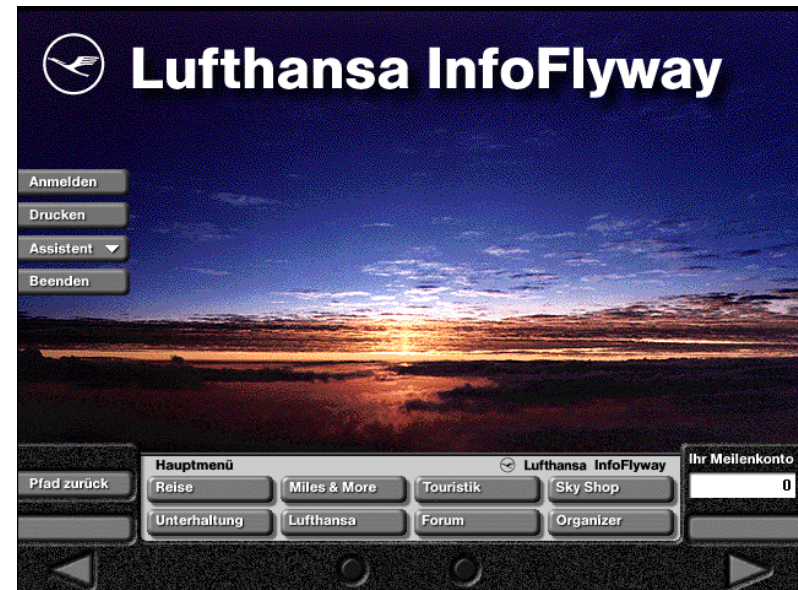 Lufthansa InfoFlyway
Anmelden
Drucken
Assistent
Beenden
Pfad zurück
Hauptmenü
Lufthansa InfoFlyway
Reise
Miles & More
Touristik
Sky Shop
Unterhaltung
Lufthansa
Forum
Organizer
Ihr Meilenkonto
0